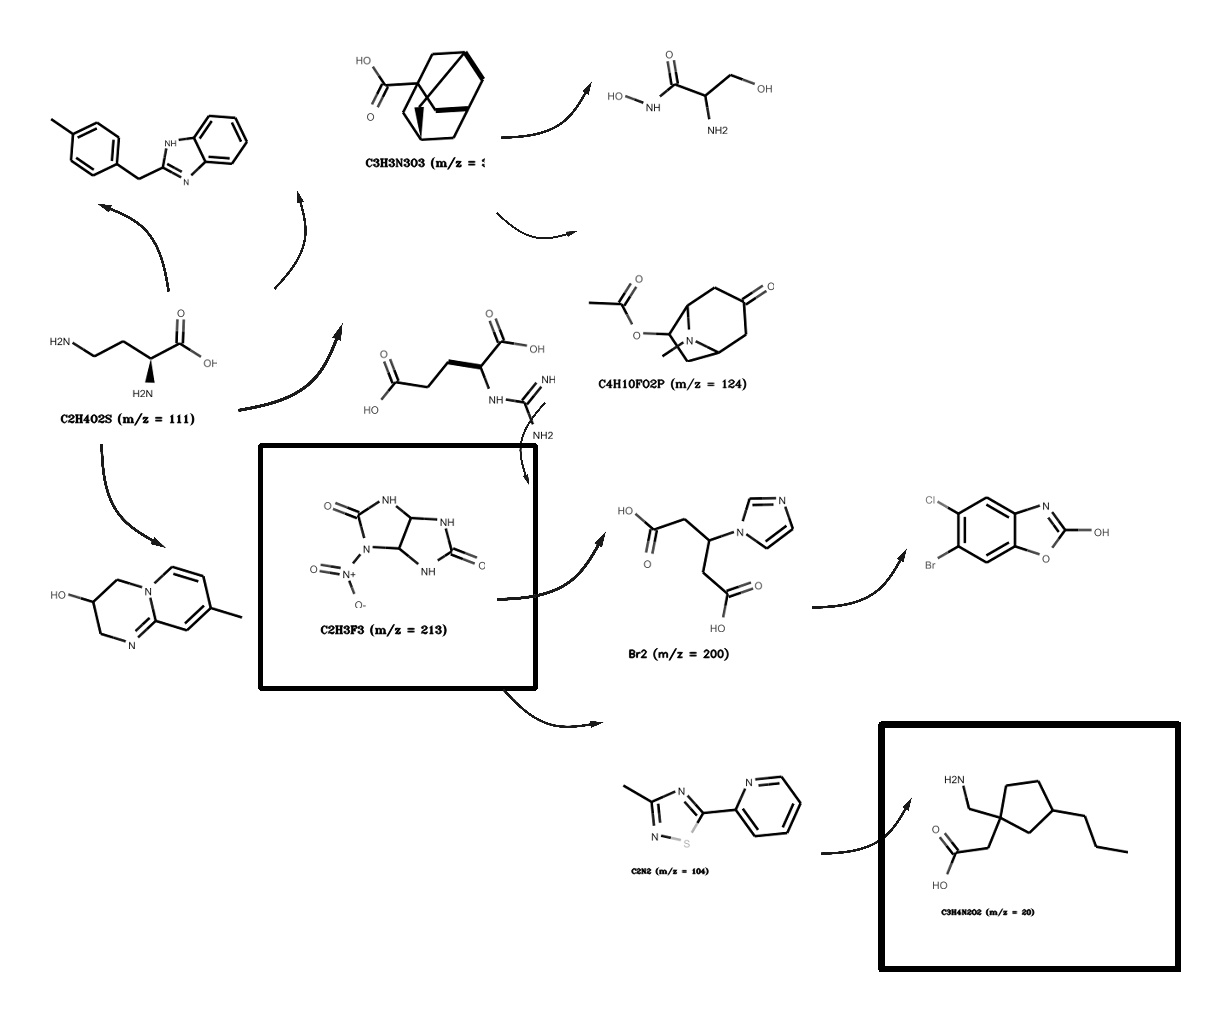 HO
O
C3H3N3O3 (m/z =
O
HO
NH
OH
NH2
NH
N
H2N
O
OH
H2N
C2H4O2S (m/z = 111)
O
OH
O
HO
NH
NH
NH2
O
O
O
N
C4H10FO2P (m/z = 124)
O
NH
NH
N
O
NH
O
N+
O-
C2H3F3 (m/z = 213)
HO
O
N
N
O
HO
Br2 (m/z = 200)
Cl
Br
N
O
OH
HO
N
N
N
N
N
S
C2N2 (m/z = 104)
H2N
O
HO
C3H4N2O2 (m/z = 20)